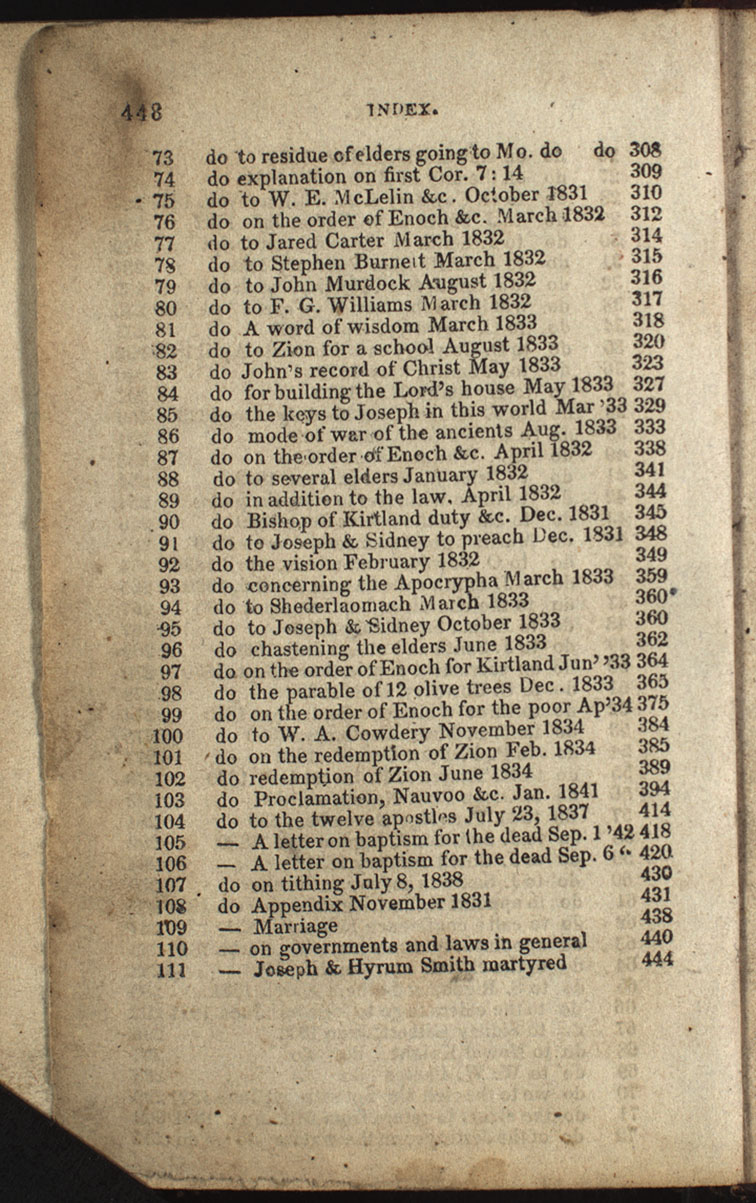 448 INDEX.
73 do to residue of elders going to Mo. do do 308
74 do explanation on first Cor. 7: 14 309
75 do to W. E. McLelin &c. October 1831 310
76 do on the order of Enoch &c. March 1832 312
77 do to Jared Carter March 1832 314
78 do to Stephen Burnett March 1832 315
79 do to John Murdock August 1832 316
80 do to F. G. Williams March 1832 317
81 do A word of wisdom March 1833 318
82 do to Zion for a school August 1833 320
83 do John's record of Christ May 1833 323
84 do for building the Lord's house May 1833 327
85 do the keys to Joseph in this world Mar '33 329
86 do mode of war of the ancients Aug. 1833 333
87 do on the order of Enoch &c. April 1832 338
88 do to several elders January 1832 341
89 do in addition to the law. April 1832 344
90 do Bishop of Kirtland duty &c. Dec. 1831 345
91 do to Joseph & Sidney to preach Dec. 1831 348
92 do the vision February 1832 349
93 do concerning the Apocrypha March 1833 359
94 do to Shederlaomach March 1833 360
95 do to Joseph & Sidney October 1833 360
96 do chastening the elders June 1833 362
97 do on the order of Enoch for Kirtland Jun' '33 364
98 do the parable of 12 olive trees Dec. 1833 365
99 do on the order of Enoch for the poor Ap'34 375
100 do to W. A. Cowdery November 1834 384
101 do on the redemption of Zion Feb. 1834 385
102 do redemption of Zion June 1834 389
103 do Proclamation, Nauvoo &c. Jan. 1841 394
104 do to the twelve apostles July 23, 1837 414
105 — A letter on baptism for the dead Sep. 1 '42 418
106 — A letter on baptism for the dead Sep. 6 " 420
107 do on tithing July 8, 1838 430
108 do Appendix November 1831 431
109 — Marriage 438
110 — on governments and laws in general 440
111 — Joseph & Hyrum Smith martyred 444